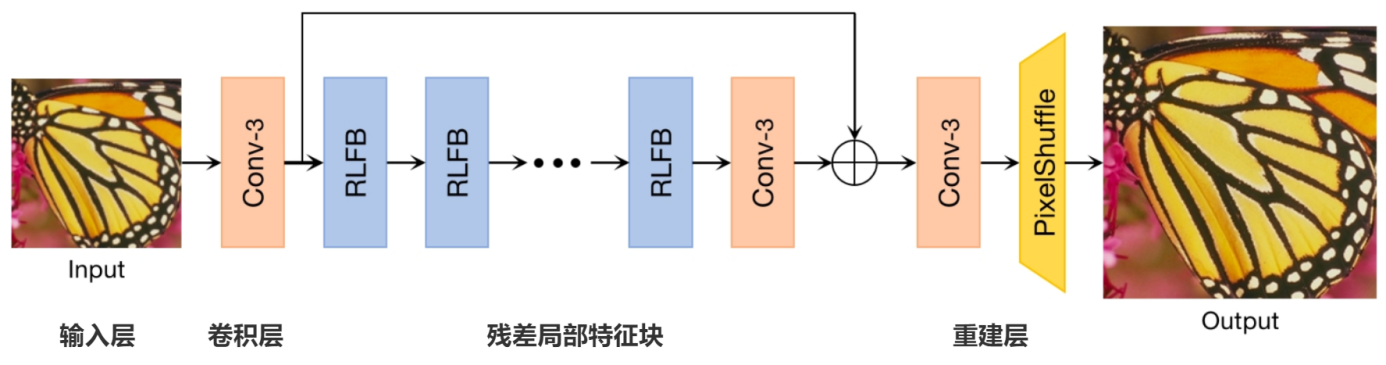 Input
Conv-3
RLFB
RLFB
RLFB
Conv-3
Conv-3
PixelShuffle
Output
输入层
卷积层
残差局部特征块
重建层